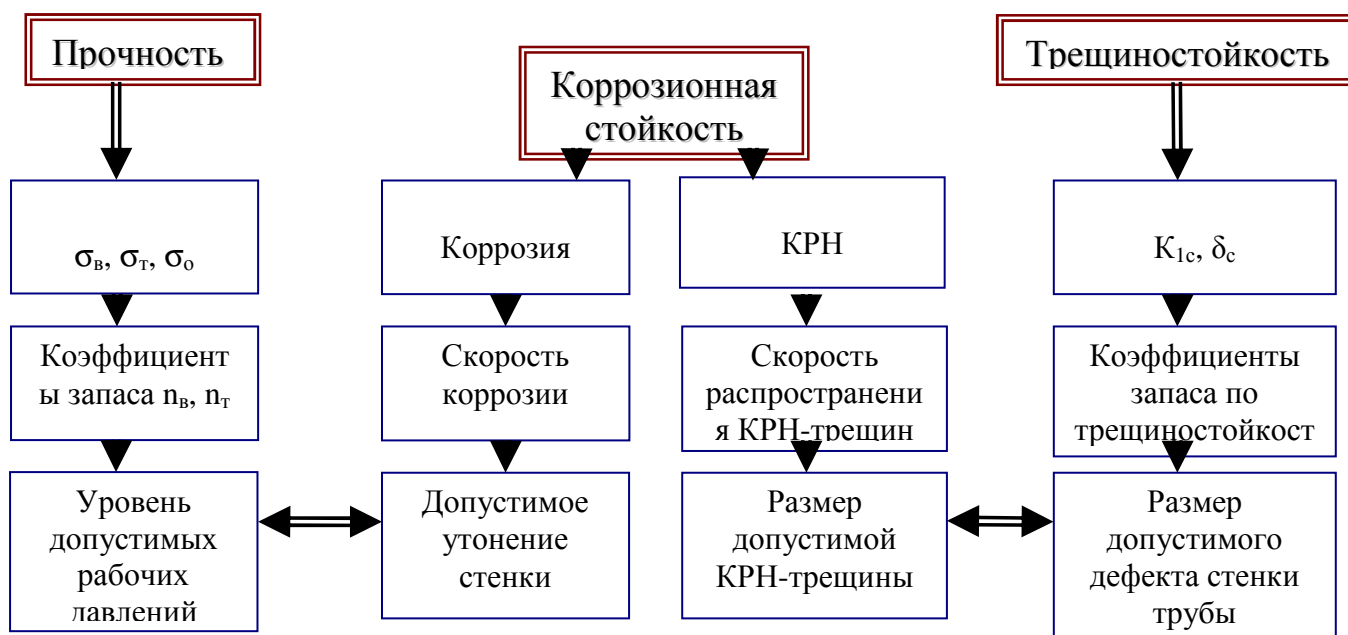 Прочность
Коррозионная
стойкость
Трещиностойкость
σв, σт, σо
Коррозия
КРН
К1с, δс
Коэффициент
ы запаса nв, nт
Скорость
коррозии
Скорость
распространени
я КРН-трещин
Коэффициенты
запаса по
трещиностойкост
Уровень
допустимых
рабочих
давлений
Допустимое
утонение
стенки
Размер
допустимой
КРН-трещины
Размер
допустимого
дефекта стенки
трубы